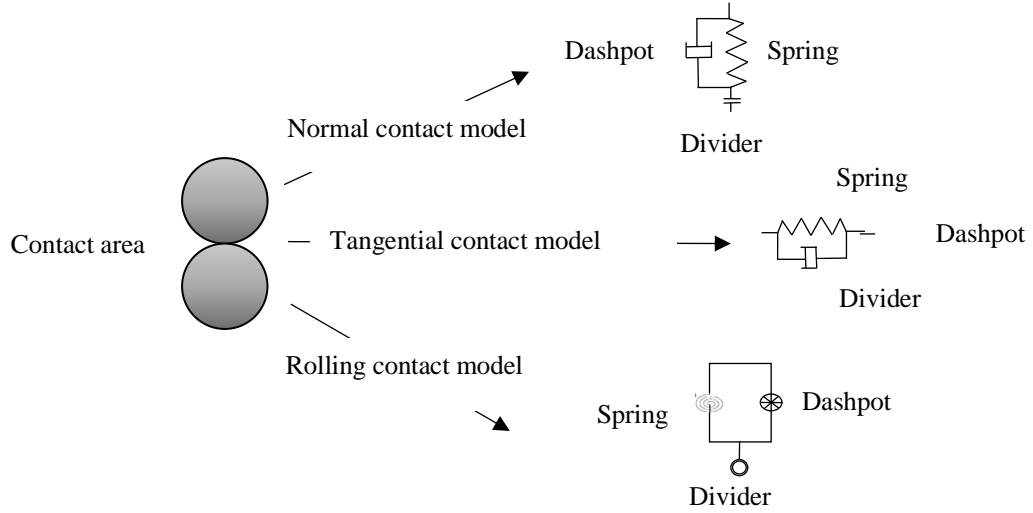 Dashpot
Spring
Normal contact model
Divider
Spring
Contact area
Tangential contact model
Dashpot
Divider
Rolling contact model
Spring
Dashpot
Divider